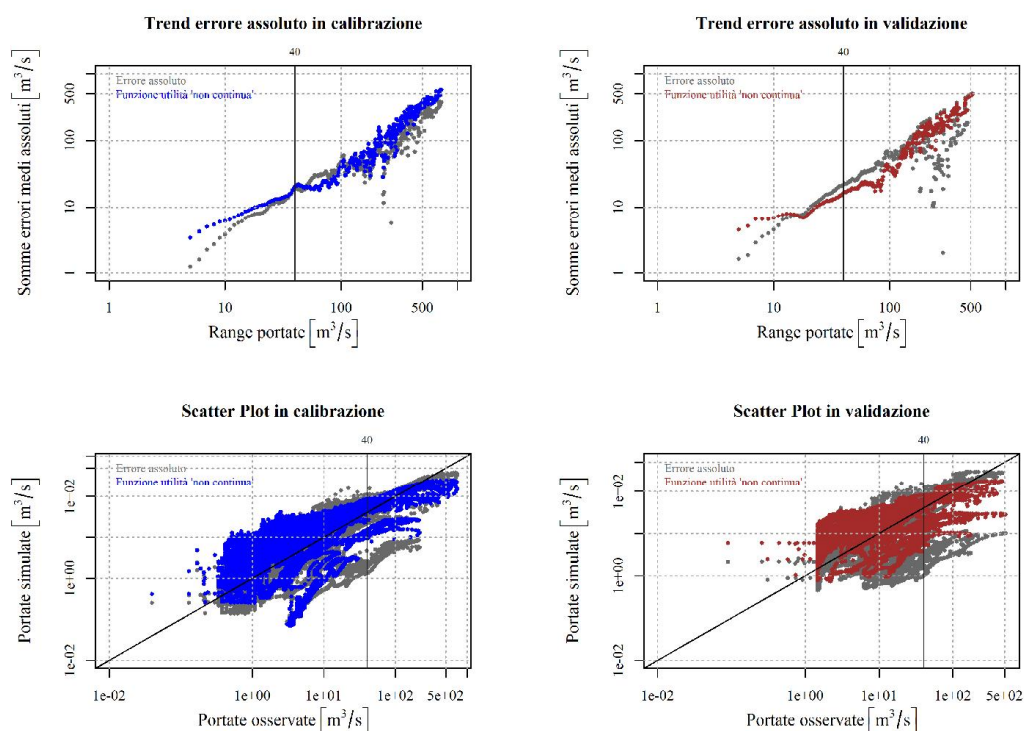 Trend errore assoluto in calibrazione
40
Somme errori medi assoluti [m³/s]
500
100
10
1
Errore assoluto
Funzione utilità 'non continua'
1 10 100 500
Range portate [m³/s]
Trend errore assoluto in validazione
40
Somme errori medi assoluti [m³/s]
500
100
10
1
Errore assoluto
Funzione utilità 'non continua'
1 10 100 500
Range portate [m³/s]
Scatter Plot in calibrazione
40
Portate simulate [m³/s]
1e+02
1e+00
1e-02
Errore assoluto
Funzione utilità 'non continua'
1e-02 1e+00 1e+01 1e+02 5e+02
Portate osservate [m³/s]
Scatter Plot in validazione
40
Portate simulate [m³/s]
1e+02
1e+00
1e-02
Errore assoluto
Funzione utilità 'non continua'
1e-02 1e+00 1e+01 1e+02 5e+02
Portate osservate [m³/s]